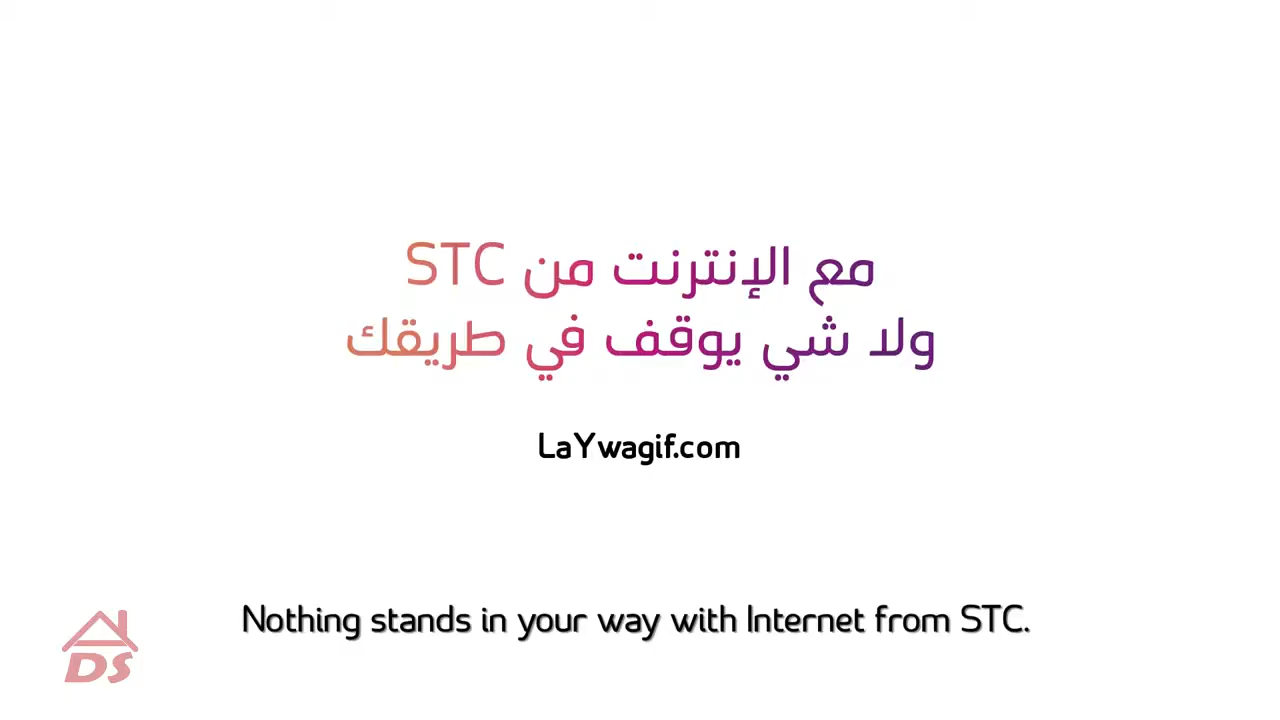 مع الإنترنت من STC
ولا شي يوقف في طريقك
LaYwagif.com
Nothing stands in your way with Internet from STC.
DS